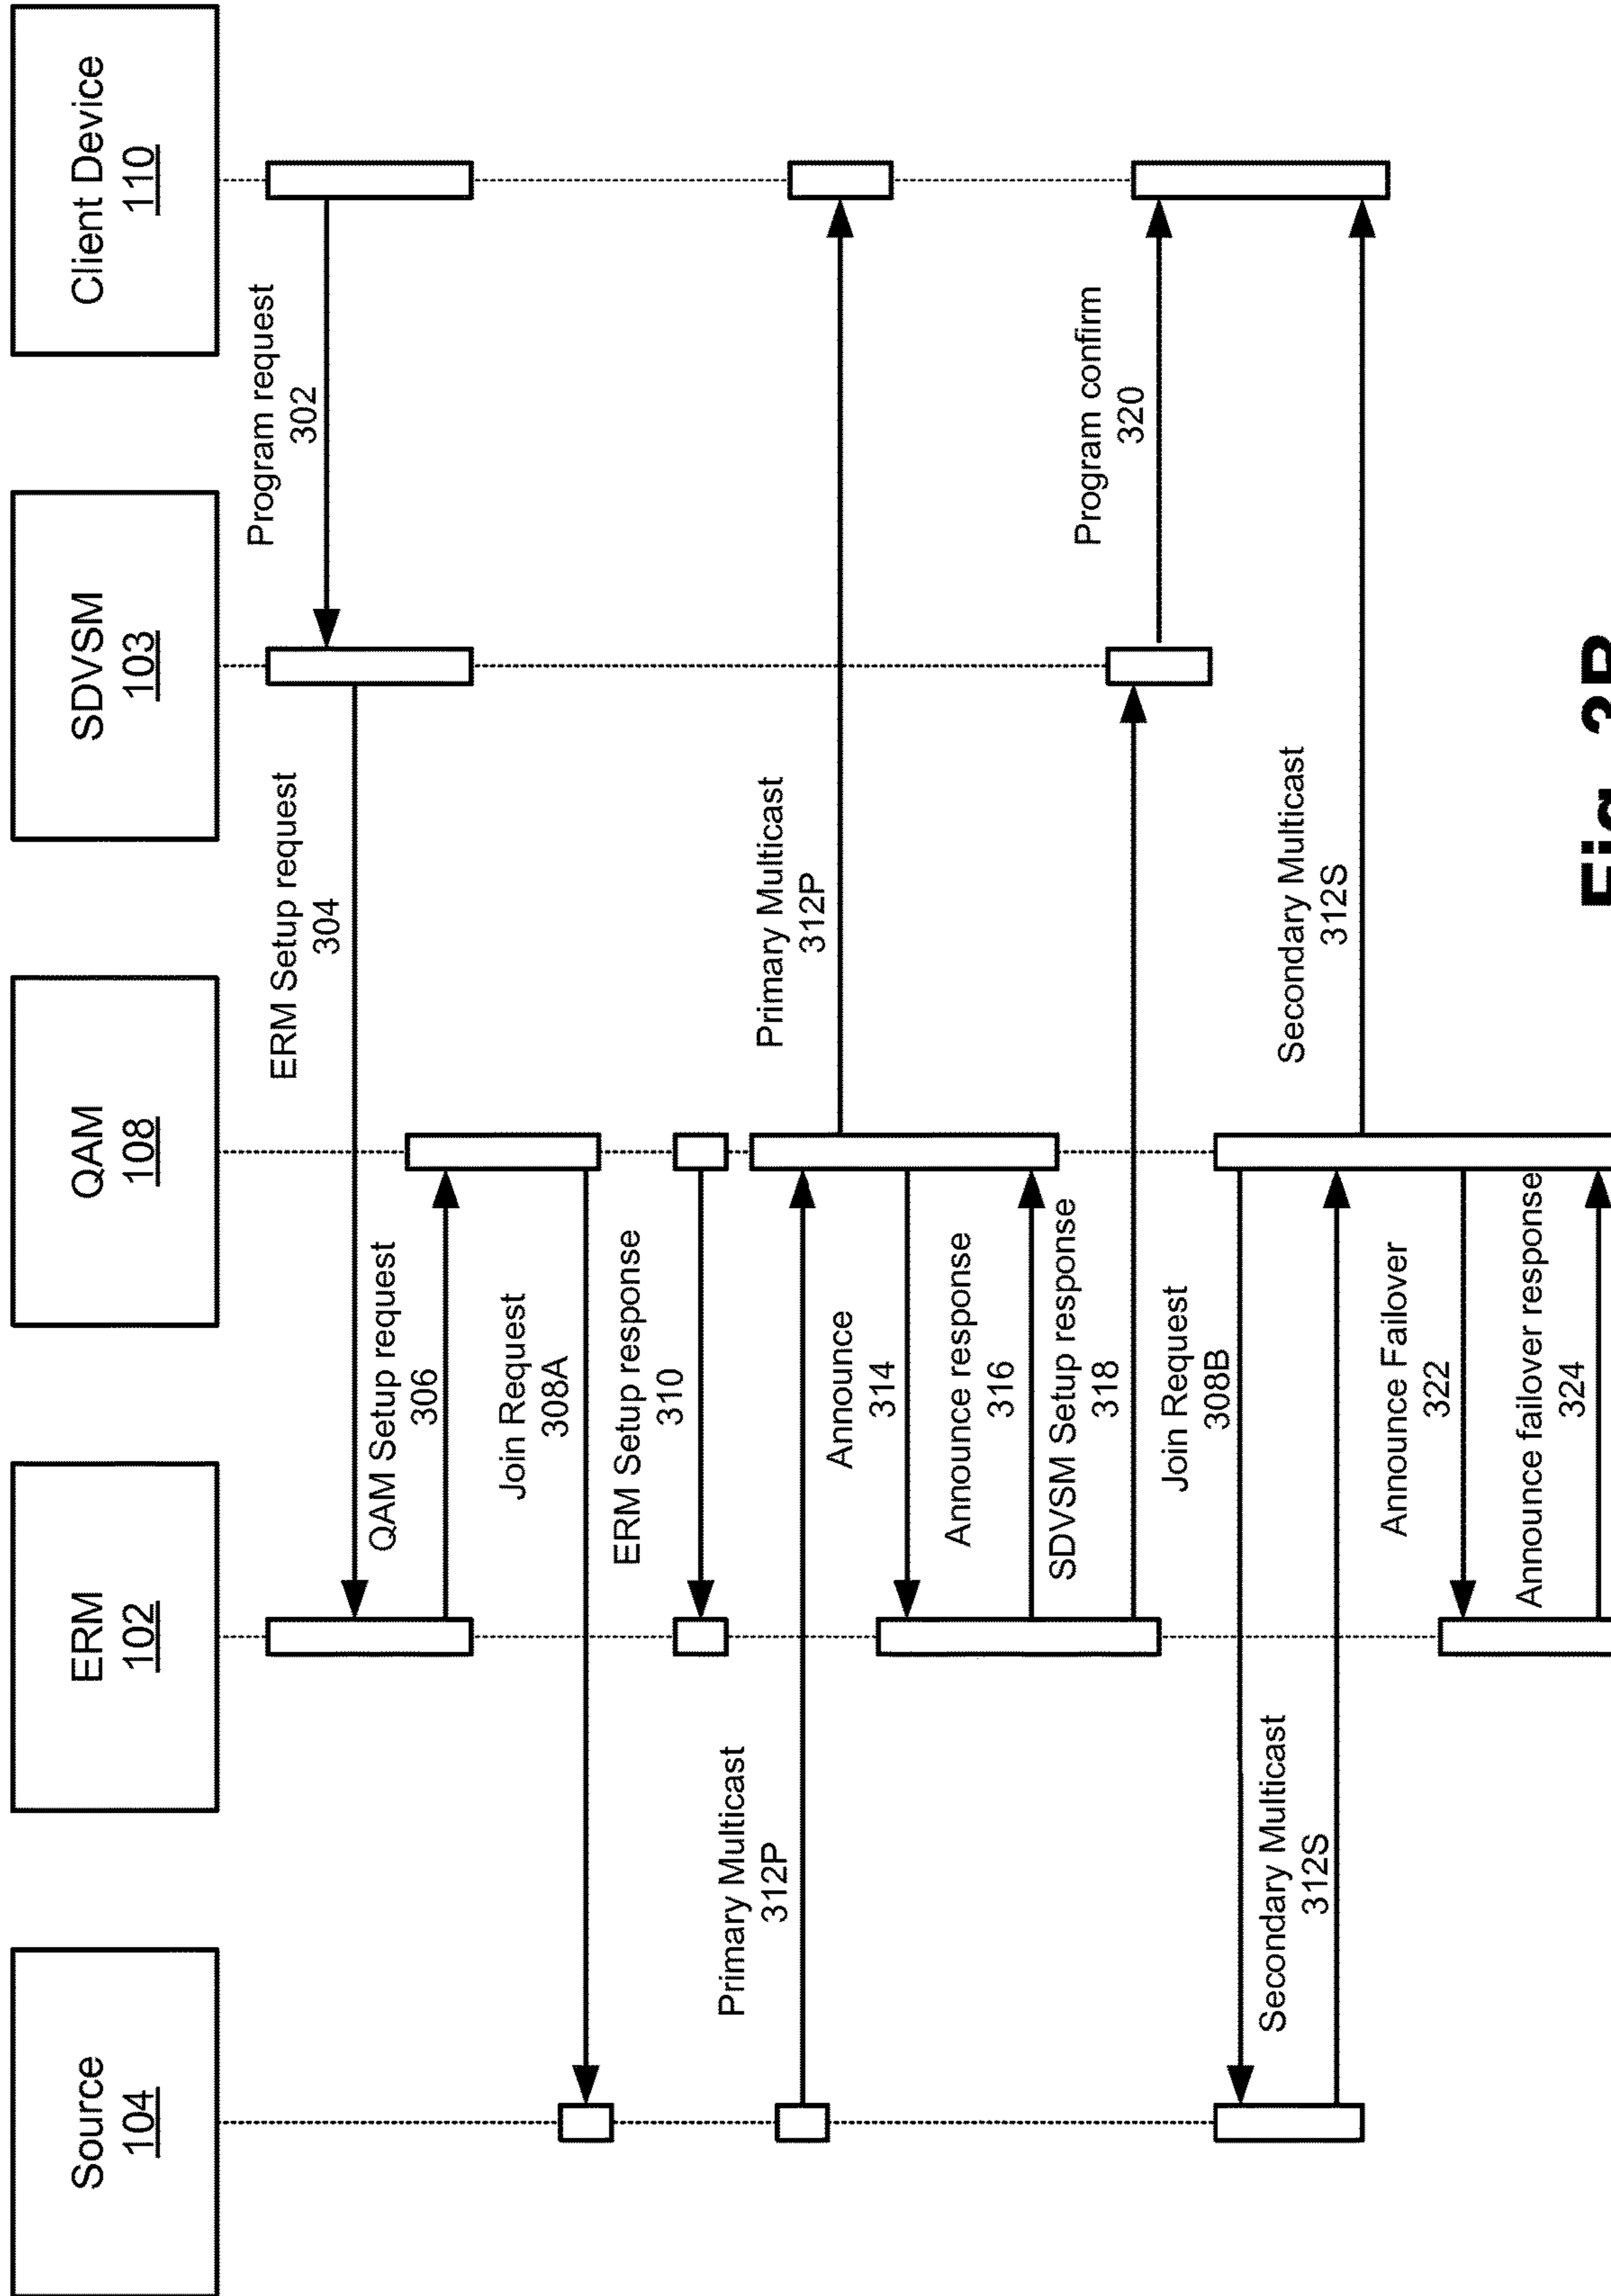 Source
104
ERM
102
QAM
108
SDVSM
103
Client Device
110
Program request
302
ERM Setup request
304
QAM Setup request
306
Join Request
308A
ERM Setup response
310
Primary Multicast
312P
Primary Multicast
312P
Announce
314
Announce response
316
SDVSM Setup response
318
Program confirm
320
Join Request
308B
Secondary Multicast
312S
Secondary Multicast
312S
Announce Failover
322
Announce failover response
324